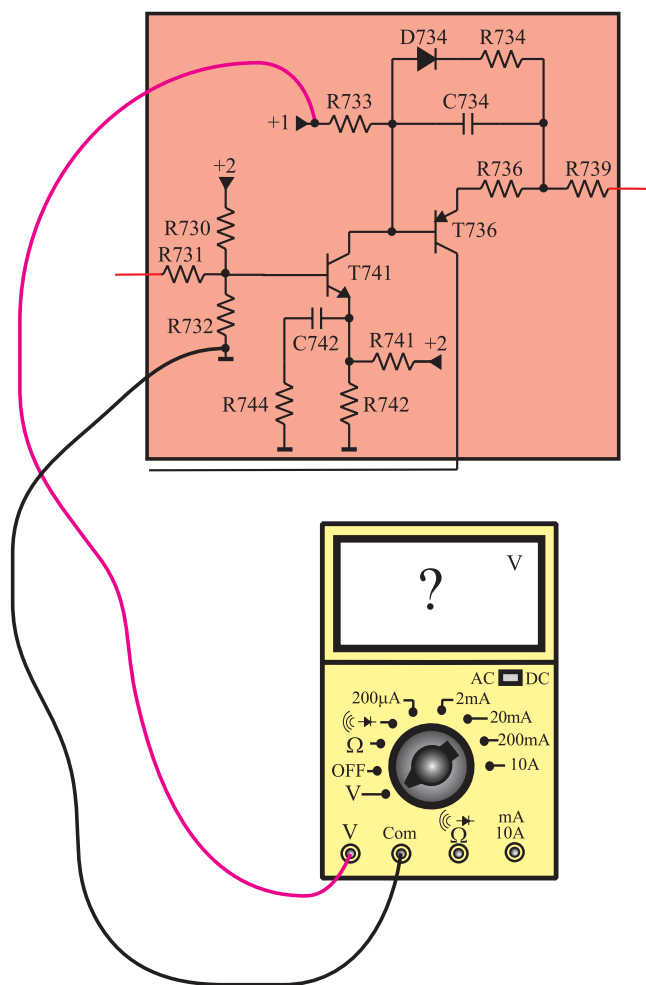 D734
R734
+1
R733
C734
+2
R736
R739
R730
T736
R731
T741
R732
C742
R741
+2
R744
R742
V
?
AC DC
200μA
2mA
20mA
Ω
200mA
OFF
10A
V
V
Com
Ω
mA
10A